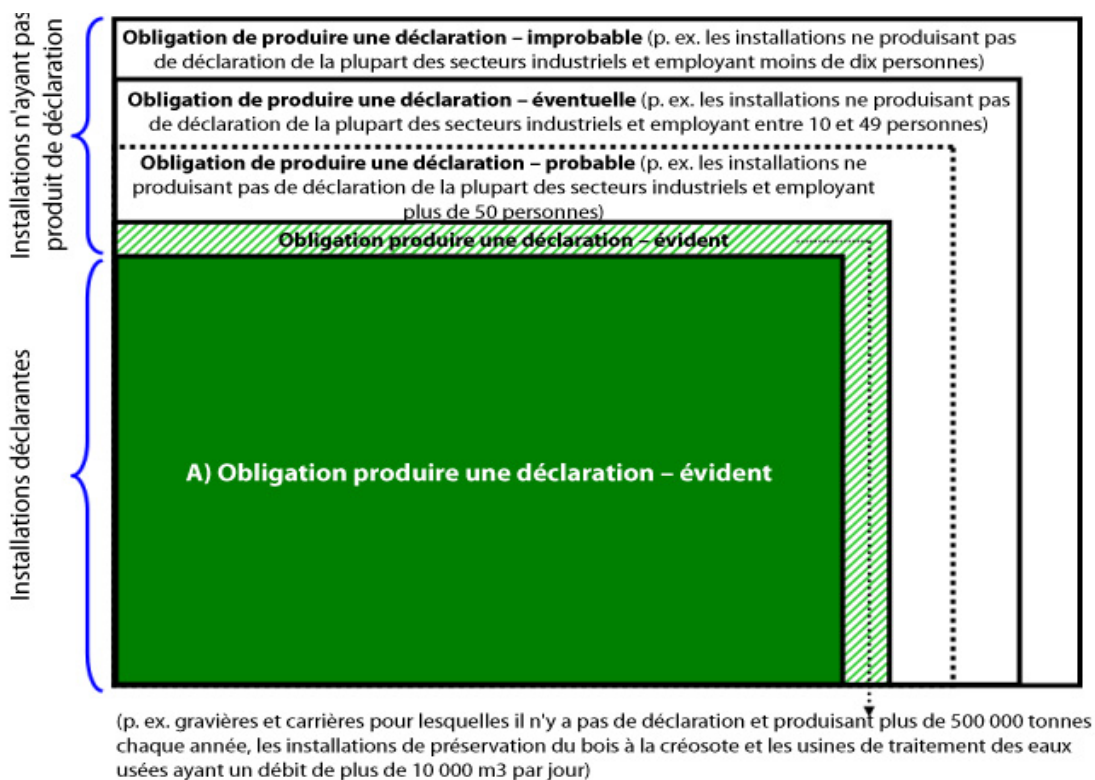 Installations n'ayant pas
produit de déclaration
Obligation de produire une déclaration – improbable (p. ex. les installations ne produisant pas
de déclaration de la plupart des secteurs industriels et employant moins de dix personnes)
Obligation de produire une déclaration – éventuelle (p. ex. les installations ne produisant pas
de déclaration de la plupart des secteurs industriels et employant entre 10 et 49 personnes)
Obligation de produire une déclaration – probable (p. ex. les installations ne
produisant pas de déclaration de la plupart des secteurs industriels et employant
plus de 50 personnes)
Obligation produire une déclaration – évident
Installations déclarantes
A) Obligation produire une déclaration – évident
(p. ex. gravières et carrières pour lesquelles il n'y a pas de déclaration et produisant plus de 500 000 tonnes
chaque année, les installations de préservation du bois à la créosote et les usines de traitement des eaux
usées ayant un débit de plus de 10 000 m3 par jour)